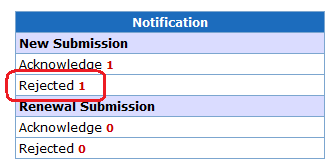 Notification
New Submission
Acknowledge 1
Rejected 1
Renewal Submission
Acknowledge 0
Rejected 0